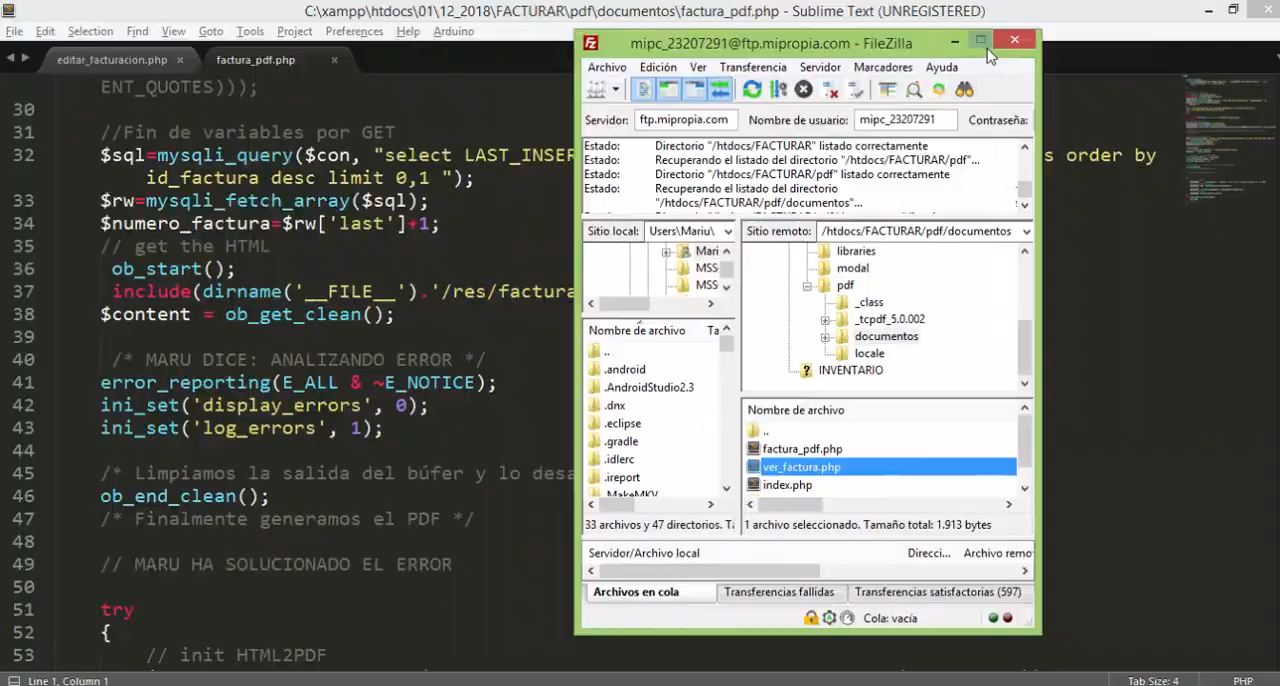 C:\xampp\htdocs\01\12_2018\FACTURAR\pdf\documentos\factura_pdf.php - Sublime Text (UNREGISTERED)
File Edit Selection Find View Goto Tools Project Preferences Help Arduino
editar_facturacion.php × factura_pdf.php ×
ENT_QUOTES)));
30
31 //Fin de variables por GET
32 $sql=mysqli_query($con, "select LAST_INSER s order by
id_factura desc limit 0,1 ");
33 $rw=mysqli_fetch_array($sql);
34 $numero_factura=$rw['last']+1;
35 // get the HTML
36 ob_start();
37 include(dirname('__FILE__').'/res/factura
38 $content = ob_get_clean();
39
40 /* MARU DICE: ANALIZANDO ERROR */
41 error_reporting(E_ALL & ~E_NOTICE);
42 ini_set('display_errors', 0);
43 ini_set('log_errors', 1);
44
45 /* Limpiamos la salida del búfer y lo desa
46 ob_end_clean();
47 /* Finalmente generamos el PDF */
48
49 // MARU HA SOLUCIONADO EL ERROR
50
51 try
52 {
53 // init HTML2PDF
Line 1, Column 1 Tab Size: 4 PHP
mipc_23207291@ftp.mipropia.com - FileZilla
Archivo Edición Ver Transferencia Servidor Marcadores Ayuda
Servidor: ftp.mipropia.com Nombre de usuario: mipc_23207291 Contraseña:
Estado: Directorio "/htdocs/FACTURAR" listado correctamente
Estado: Recuperando el listado del directorio "/htdocs/FACTURAR/pdf"...
Estado: Directorio "/htdocs/FACTURAR/pdf" listado correctamente
Estado: Recuperando el listado del directorio
"/htdocs/FACTURAR/pdf/documentos"...
Sitio local: Users\Mariu\
Mari
MSS
MSS
Nombre de archivo Ta
..
.android
.AndroidStudio2.3
.dnx
.eclipse
.gradle
.idlerc
.ireport
.MakeMKV
33 archivos y 47 directorios. Ta
Sitio remoto: /htdocs/FACTURAR/pdf/documentos
libraries
modal
pdf
_class
_tcpdf_5.0.002
documentos
locale
INVENTARIO
Nombre de archivo
..
factura_pdf.php
ver_factura.php
index.php
1 archivo seleccionado. Tamaño total: 1.913 bytes
Servidor/Archivo local Direcci... Archivo remo
Archivos en cola Transferencias fallidas Transferencias satisfactorias (597)
Cola: vacía